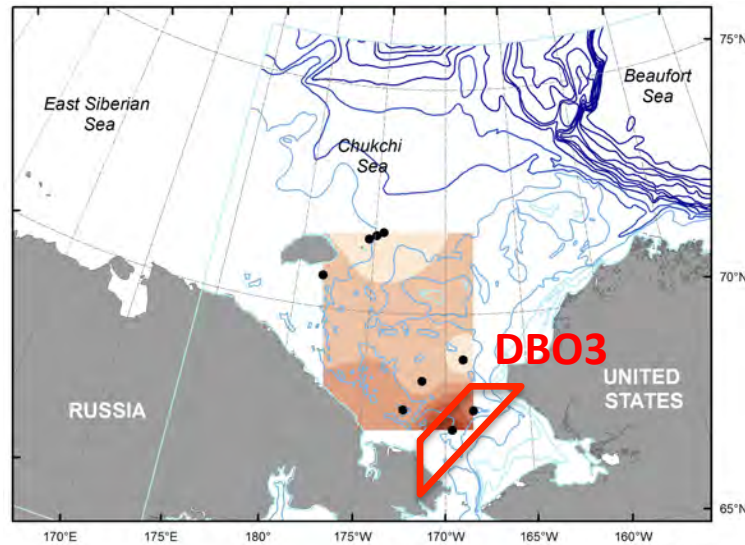 75°N
Beaufort
Sea
East Siberian
Sea
Chukchi
Sea
70°N
DBO3
UNITED
STATES
RUSSIA
65°N
170°E
175°E
175°W
170°W
165°W
160°W